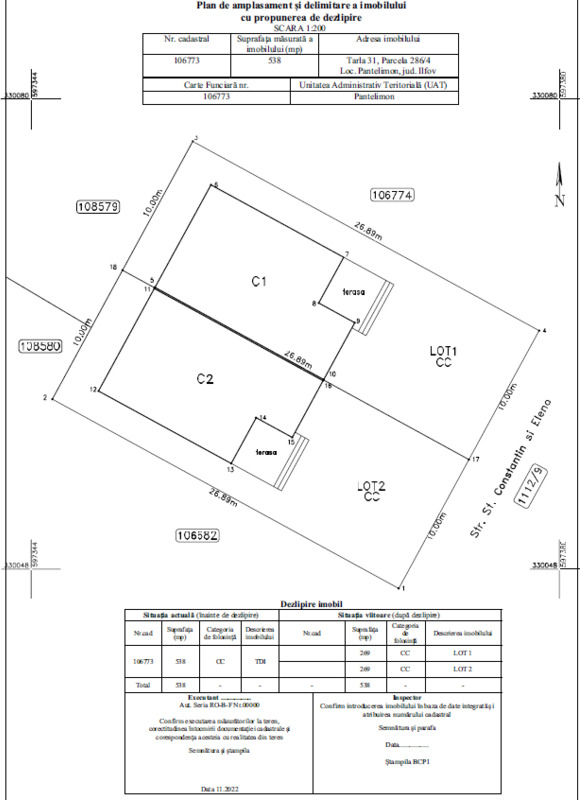 Plan de amplasament și delimitare a imobilului
cu propunerea de dezlipire
SCARA 1:200
Nr. cadastral
Suprafața măsurată a imobilului (mp)
Adresa imobilului
106773
538
Tarla 31, Parcela 286/4
Loc. Pantelimon, jud. Ilfov
Carte Funciară nr.
Unitatea Administrativ Teritorială (UAT)
106773
Pantelimon
330080
597344
330080
597380
3
6
108579
10.00m
106774
N
26.89m
7
18
5
11
C1
terasa
8
9
4
10.00m
LOT1
CC
108580
26.89m
10
16
C2
2
12
14
15
10.00m
13
terasa
17
Str. Sf. Constantin si Elena
1112/9
26.89m
LOT2
CC
10.00m
106582
330048
597344
330048
597380
1
Dezlipire imobil
Situația actuală (înainte de dezlipire)
Situația viitoare (după dezlipire)
Nr.cad
Suprafața (mp)
Categoria de folosință
Descrierea imobilului
Nr.cad
Suprafața (mp)
Categoria de folosință
Descrierea imobilului
106773
538
CC
TDI
269
CC
LOT 1
269
CC
LOT 2
Total
538
-
-
538
-
-
Executant ..................
Aut. Seria RO-B-F Nr.00000
Confirm executarea măsurătorilor la teren,
corectitudinea întocmirii documentației cadastrale și
corespondența acesteia cu realitatea din teren
Semnătură și ștampila
Data 11.2022
Inspector
Confirm introducerea imobilului în baza de date integrată și
atribuirea numărului cadastral
Semnătură și parafa
Data..................
Ștampila BCPI